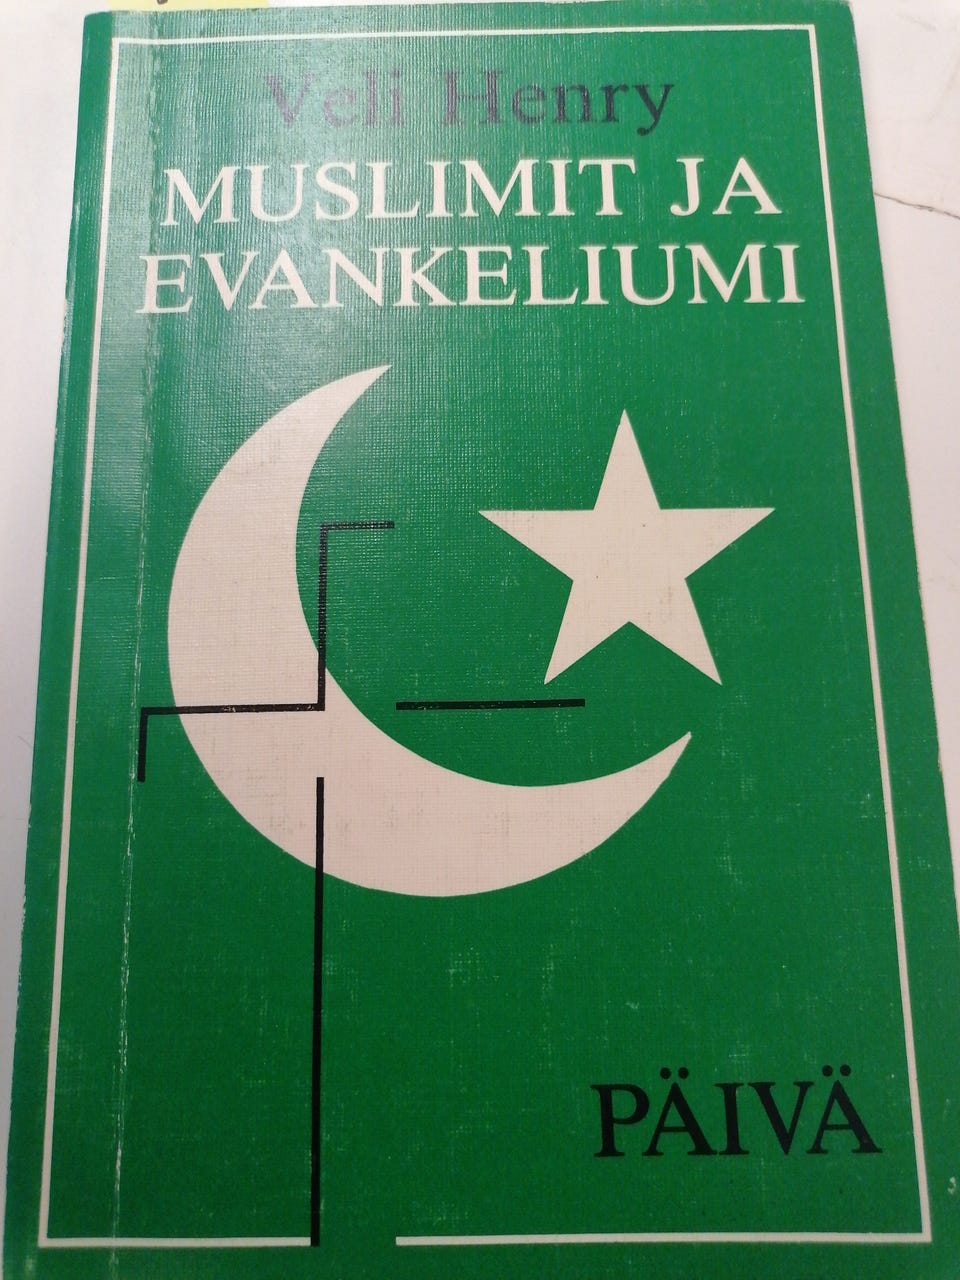 Veli Henry
MUSLIMIT JA
EVANKELIUMI
PÄIVÄ